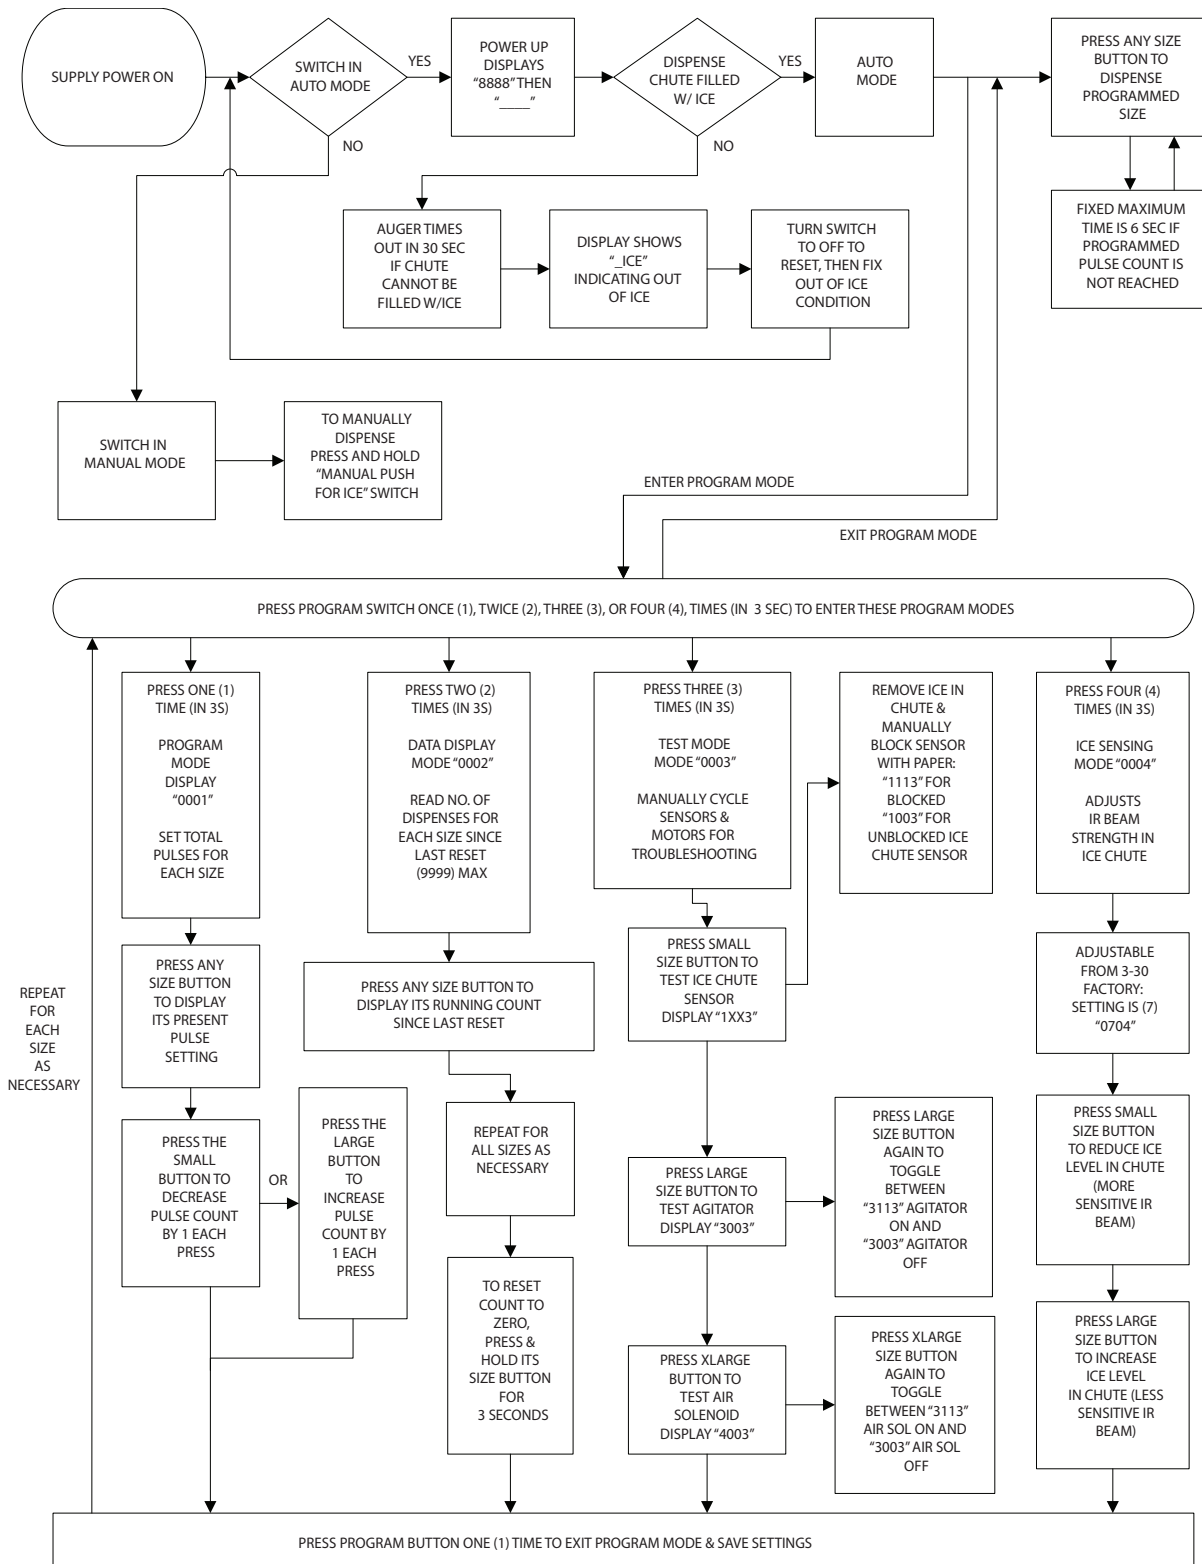 SUPPLY POWER ON
SWITCH IN
AUTO MODE
YES
NO
POWER UP
DISPLAYS
“8888” THEN
“____”
DISPENSE
CHUTE FILLED
W/ ICE
YES
NO
AUTO
MODE
PRESS ANY SIZE
BUTTON TO
DISPENSE
PROGRAMMED
SIZE
FIXED MAXIMUM
TIME IS 6 SEC IF
PROGRAMMED
PULSE COUNT IS
NOT REACHED
AUGER TIMES
OUT IN 30 SEC
IF CHUTE
CANNOT BE
FILLED W/ICE
DISPLAY SHOWS
“_ICE”
INDICATING OUT
OF ICE
TURN SWITCH
TO OFF TO
RESET, THEN FIX
OUT OF ICE
CONDITION
SWITCH IN
MANUAL MODE
TO MANUALLY
DISPENSE
PRESS AND HOLD
“MANUAL PUSH
FOR ICE” SWITCH
ENTER PROGRAM MODE
EXIT PROGRAM MODE
PRESS PROGRAM SWITCH ONCE (1), TWICE (2), THREE (3), OR FOUR (4), TIMES (IN 3 SEC) TO ENTER THESE PROGRAM MODES
PRESS ONE (1)
TIME (IN 3S)
PROGRAM
MODE
DISPLAY
“0001”
SET TOTAL
PULSES FOR
EACH SIZE
PRESS ANY
SIZE BUTTON
TO DISPLAY
ITS PRESENT
PULSE
SETTING
PRESS THE
SMALL
BUTTON TO
DECREASE
PULSE COUNT
BY 1 EACH
PRESS
OR
PRESS THE
LARGE
BUTTON
TO
INCREASE
PULSE
COUNT BY
1 EACH
PRESS
REPEAT
FOR
EACH
SIZE
AS
NECESSARY
PRESS TWO (2)
TIMES (IN 3S)
DATA DISPLAY
MODE “0002”
READ NO. OF
DISPENSES FOR
EACH SIZE SINCE
LAST RESET
(9999) MAX
PRESS ANY SIZE BUTTON TO
DISPLAY ITS RUNNING COUNT
SINCE LAST RESET
REPEAT FOR
ALL SIZES AS
NECESSARY
TO RESET
COUNT TO
ZERO,
PRESS &
HOLD ITS
SIZE BUTTON
FOR
3 SECONDS
PRESS THREE (3)
TIMES (IN 3S)
TEST MODE
MODE “0003”
MANUALLY CYCLE
SENSORS &
MOTORS FOR
TROUBLESHOOTING
PRESS SMALL
SIZE BUTTON TO
TEST ICE CHUTE
SENSOR
DISPLAY “1XX3”
REMOVE ICE IN
CHUTE &
MANUALLY
BLOCK SENSOR
WITH PAPER:
“1113” FOR
BLOCKED
“1003” FOR
UNBLOCKED ICE
CHUTE SENSOR
PRESS LARGE
SIZE BUTTON TO
TEST AGITATOR
DISPLAY “3003”
PRESS LARGE
SIZE BUTTON
AGAIN TO
TOGGLE
BETWEEN
“3113” AGITATOR
ON AND
“3003” AGITATOR
OFF
PRESS XLARGE
BUTTON TO
TEST AIR
SOLENOID
DISPLAY “4003”
PRESS XLARGE
SIZE BUTTON
AGAIN TO
TOGGLE
BETWEEN “3113”
AIR SOL ON AND
“3003” AIR SOL
OFF
PRESS FOUR (4)
TIMES (IN 3S)
ICE SENSING
MODE “0004”
ADJUSTS
IR BEAM
STRENGTH IN
ICE CHUTE
ADJUSTABLE
FROM 3-30
FACTORY:
SETTING IS (7)
“0704”
PRESS SMALL
SIZE BUTTON
TO REDUCE ICE
LEVEL IN CHUTE
(MORE
SENSITIVE IR
BEAM)
PRESS LARGE
SIZE BUTTON
TO INCREASE
ICE LEVEL
IN CHUTE (LESS
SENSITIVE IR
BEAM)
PRESS PROGRAM BUTTON ONE (1) TIME TO EXIT PROGRAM MODE & SAVE SETTINGS